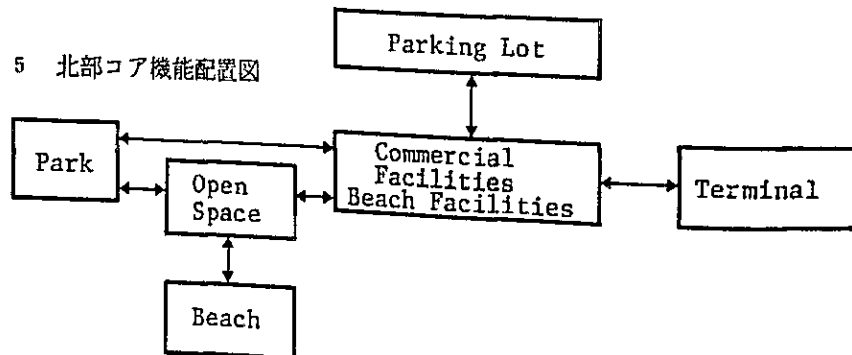 Parking Lot
5 北部コア機能配置図
Park
Commercial
Facilities
Beach Facilities
Open
Space
Terminal
Beach